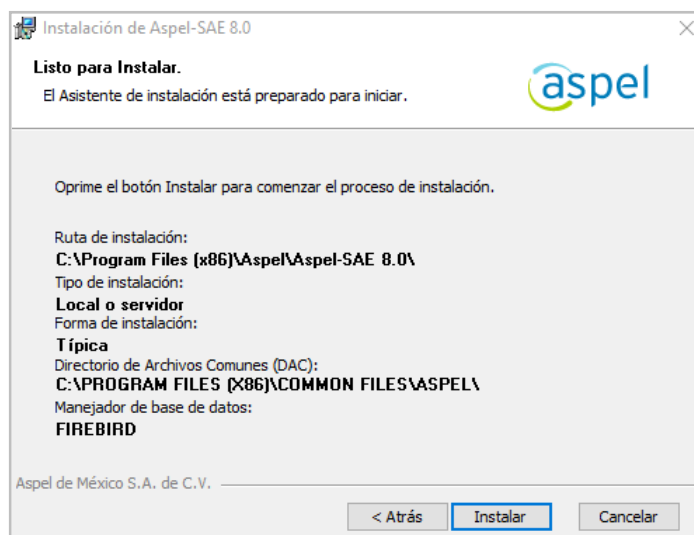 Instalación de Aspel-SAE 8.0
Listo para Instalar.
El Asistente de instalación está preparado para iniciar.
aspel
Oprime el botón Instalar para comenzar el proceso de instalación.
Ruta de instalación:
C:\Program Files (x86)\Aspel\Aspel-SAE 8.0\
Tipo de instalación:
Local o servidor
Forma de instalación:
Típica
Directorio de Archivos Comunes (DAC):
C:\PROGRAM FILES (X86)\COMMON FILES\ASPEL\
Manejador de base de datos:
FIREBIRD
Aspel de México S.A. de C.V.
< Atrás Instalar Cancelar